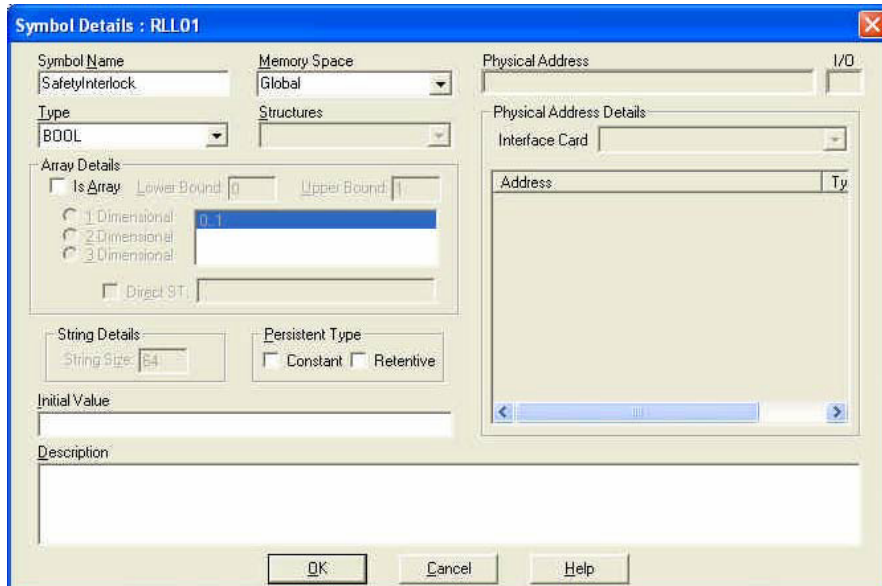 Symbol Details : RLL01
Symbol Name
SafetyInterlock
Memory Space
Global
Physical Address
I/O
Type
BOOL
Structures
Physical Address Details
Interface Card
Address
Ty
Array Details
Is Array
Lower Bound: 0
Upper Bound: 1
1 Dimensional
2 Dimensional
3 Dimensional
0..1
Direct ST:
String Details
String Size: 64
Persistent Type
Constant
Retentive
Initial Value
Description
OK
Cancel
Help